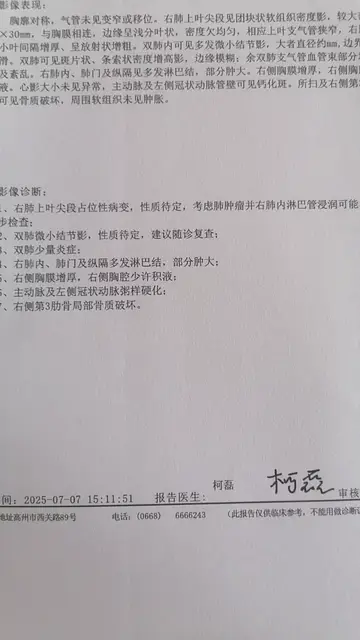 影像表现：
胸廓对称，气管未见变窄或移位，右肺上叶尖段见团块状软组织密度影，较大
×30mm，与胸膜相连，边缘呈浅分叶状，密度欠均匀，相应上叶支气管狭窄，右
小叶间隔增厚、呈放射状增粗。双肺内可见多发微小结节影，大者直径约mm,边界
滑。双肺可见斑片状、条索状密度增高影，边缘模糊；余双肺支气管血管束部分
及紊乱。右肺内、肺门及纵隔见多发淋巴结，部分肿大。右侧胸膜增厚，右侧胸腔
液。心影大小未见异常，主动脉及左侧冠状动脉管壁可见钙化斑。所扫及右侧第
可见骨质破坏，周围软组织未见肿胀。
影像诊断：
、右肺上叶尖段占位性病变，性质待定，考虑肺肿瘤并右肺内淋巴管浸润可能
步检查；
、双肺微小结节影，性质待定，建议随诊复查；
、双肺少量炎症；
、右肺内、肺门及纵隔多发淋巴结，部分肿大；
、右侧胸膜增厚，右侧胸腔少许积液；
、主动脉及左侧冠状动脉粥样硬化；
、右侧第3肋骨局部骨质破坏。
柯磊 柯磊
间：2025-07-07 15:11:51 报告医生： 审核
地址高州市西关路89号 电话：(0668) 6666243 （此报告仅供临床参考，不能用做诊断证